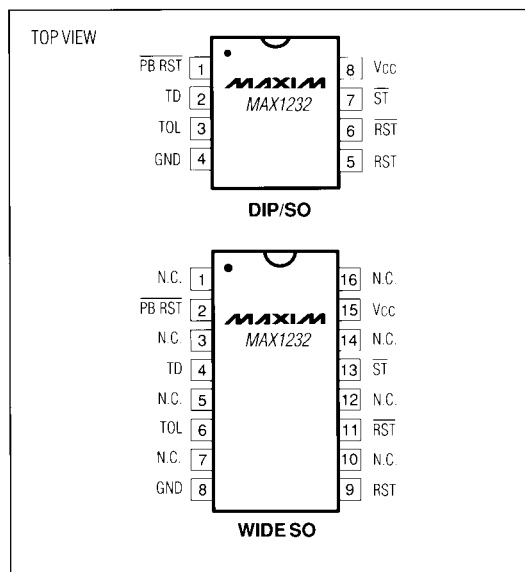 TOP VIEW
PB RST 1 MAXIM 8 VCC
TD 2 MAX1232 7 ST
TOL 3 6 RST
GND 4 5 RST
DIP/SO
N.C. 1 16 N.C.
PB RST 2 MAXIM 15 VCC
N.C. 3 MAX1232 14 N.C.
TD 4 13 ST
N.C. 5 12 N.C.
TOL 6 11 RST
N.C. 7 10 N.C.
GND 8 9 RST
WIDE SO